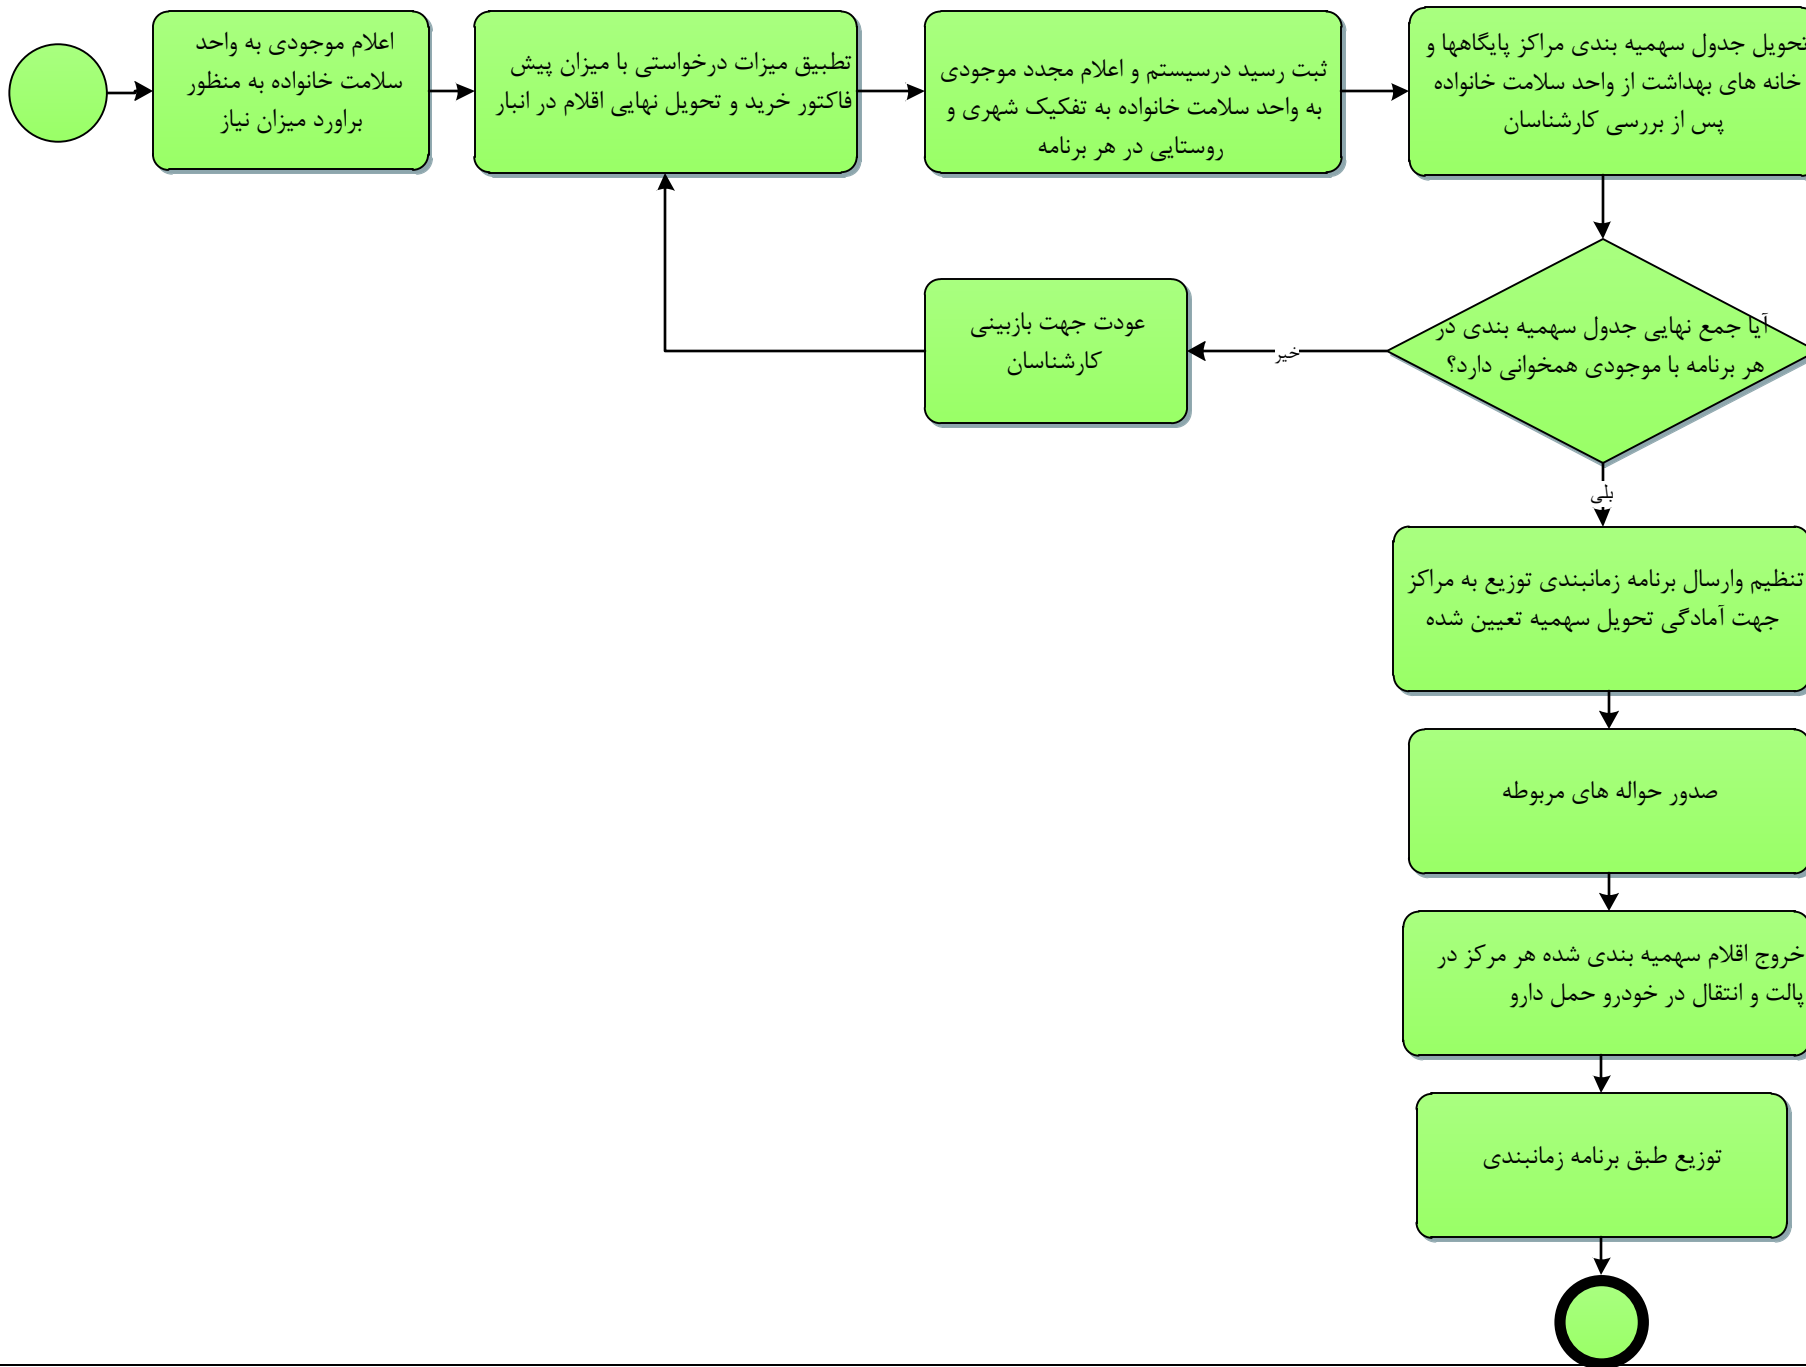 اعلام موجودی به واحد
سلامت خانواده به منظور
براورد میزان نیاز
تطبیق میزات درخواستی با میزان پیش
فاکتور خرید و تحویل نهایی اقلام در انبار
ثبت رسید درسیستم و اعلام مجدد موجودی
به واحد سلامت خانواده به تفکیک شهری و
روستایی در هر برنامه
تحویل جدول سهمیه بندی مراکز پایگاهها و
خانه های بهداشت از واحد سلامت خانواده
پس از بررسی کارشناسان
آیا جمع نهایی جدول سهمیه بندی در
هر برنامه با موجودی همخوانی دارد؟
خیر
عودت جهت بازبینی
کارشناسان
بلی
تنظیم وارسال برنامه زمانبندی توزیع به مراکز
جهت آمادگی تحویل سهمیه تعیین شده
صدور حواله های مربوطه
خروج اقلام سهمیه بندی شده هر مرکز در
پالت و انتقال در خودرو حمل دارو
توزیع طبق برنامه زمانبندی